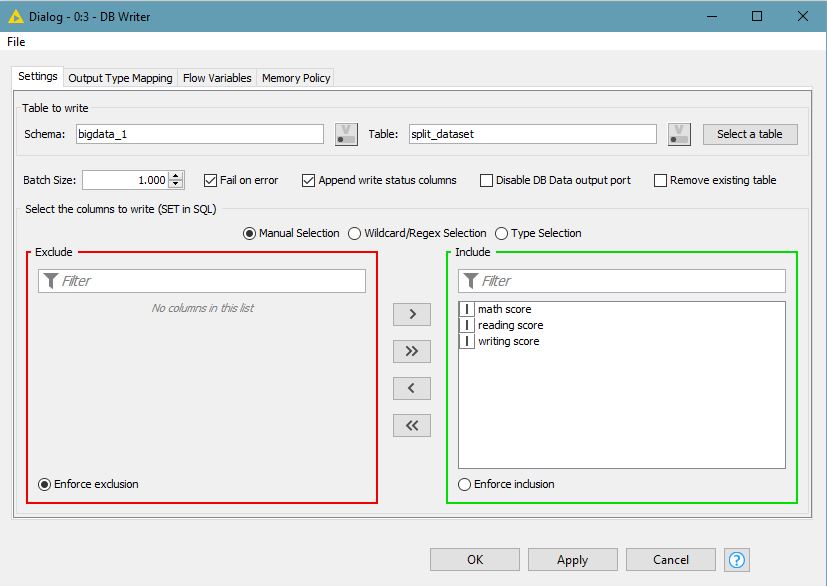 Dialog - 0:3 - DB Writer
File
Settings Output Type Mapping Flow Variables Memory Policy
Table to write
Schema: bigdata_1 V Table: split_dataset V Select a table
Batch Size: 1.000 Fail on error Append write status columns Disable DB Data output port Remove existing table
Select the columns to write (SET in SQL)
Manual Selection Wildcard/Regex Selection Type Selection
Exclude Include
Filter Filter
No columns in this list
I math score
> I reading score
I writing score
>>
<
<<
Enforce exclusion Enforce inclusion
OK Apply Cancel ?